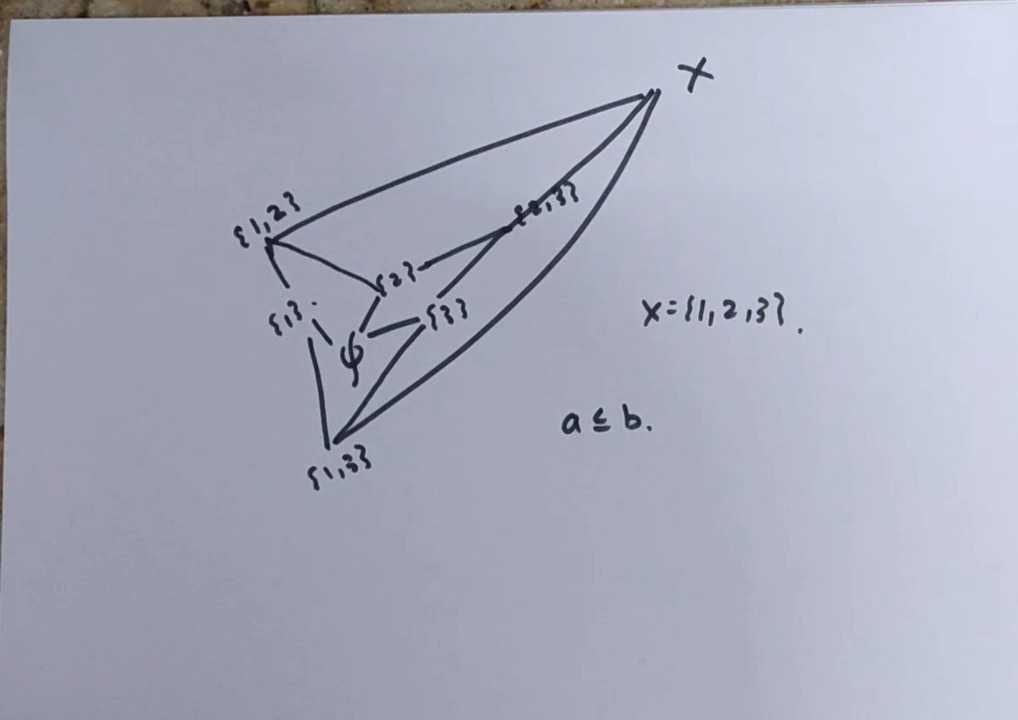 X
{1,2}
{2,3}
{2}
{1}
{3}
φ
{1,3}
X={1,2,3}.
a ≤ b.